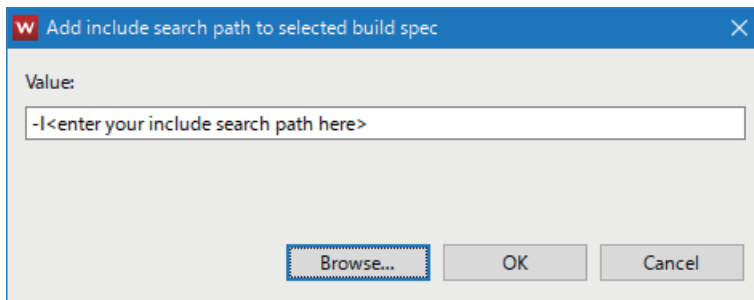 W Add include search path to selected build spec
Value:
-I<enter your include search path here>
Browse... OK Cancel